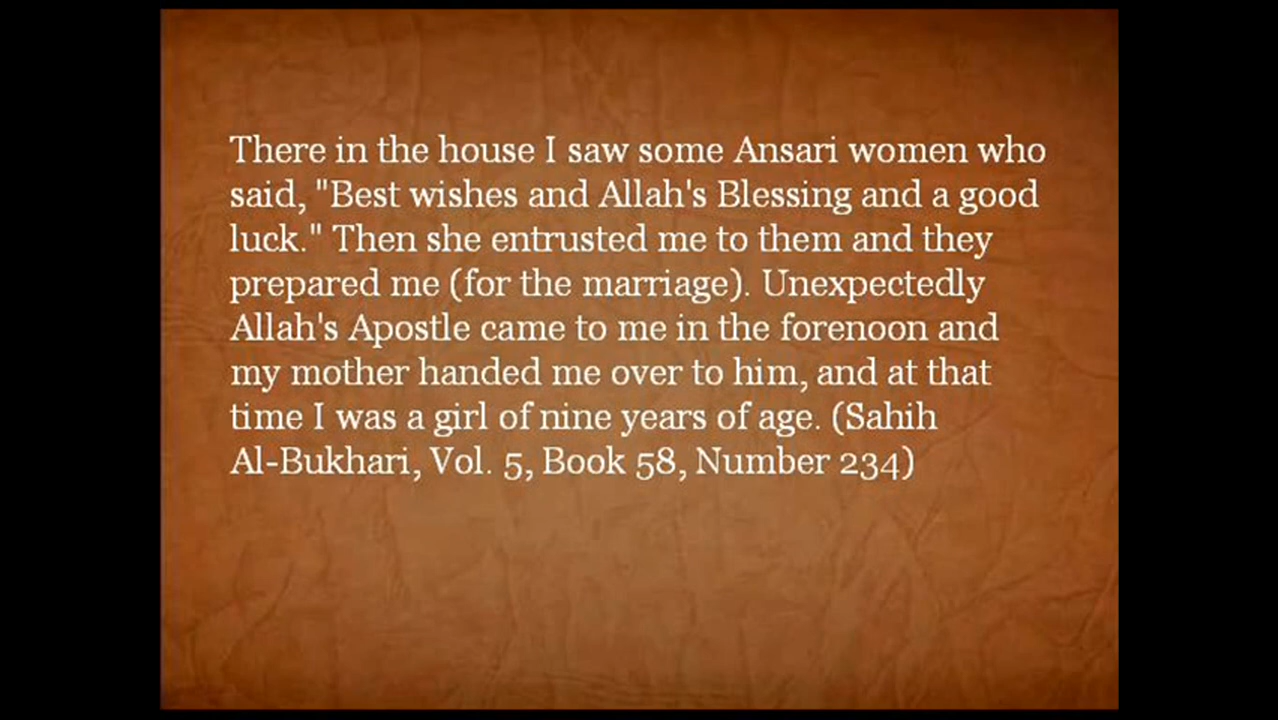 There in the house I saw some Ansari women who
said, "Best wishes and Allah's Blessing and a good
luck." Then she entrusted me to them and they
prepared me (for the marriage). Unexpectedly
Allah's Apostle came to me in the forenoon and
my mother handed me over to him, and at that
time I was a girl of nine years of age. (Sahih
Al-Bukhari, Vol. 5, Book 58, Number 234)